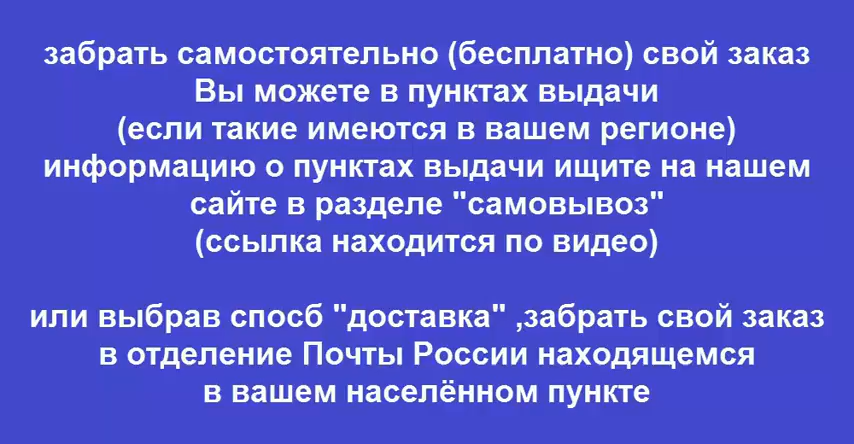 забрать самостоятельно (бесплатно) свой заказ
Вы можете в пунктах выдачи
(если такие имеются в вашем регионе)
информацию о пунктах выдачи ищите на нашем
сайте в разделе "самовывоз"
(ссылка находится по видео)
или выбрав спосб "доставка" ,забрать свой заказ
в отделение Почты России находящемся
в вашем населённом пункте